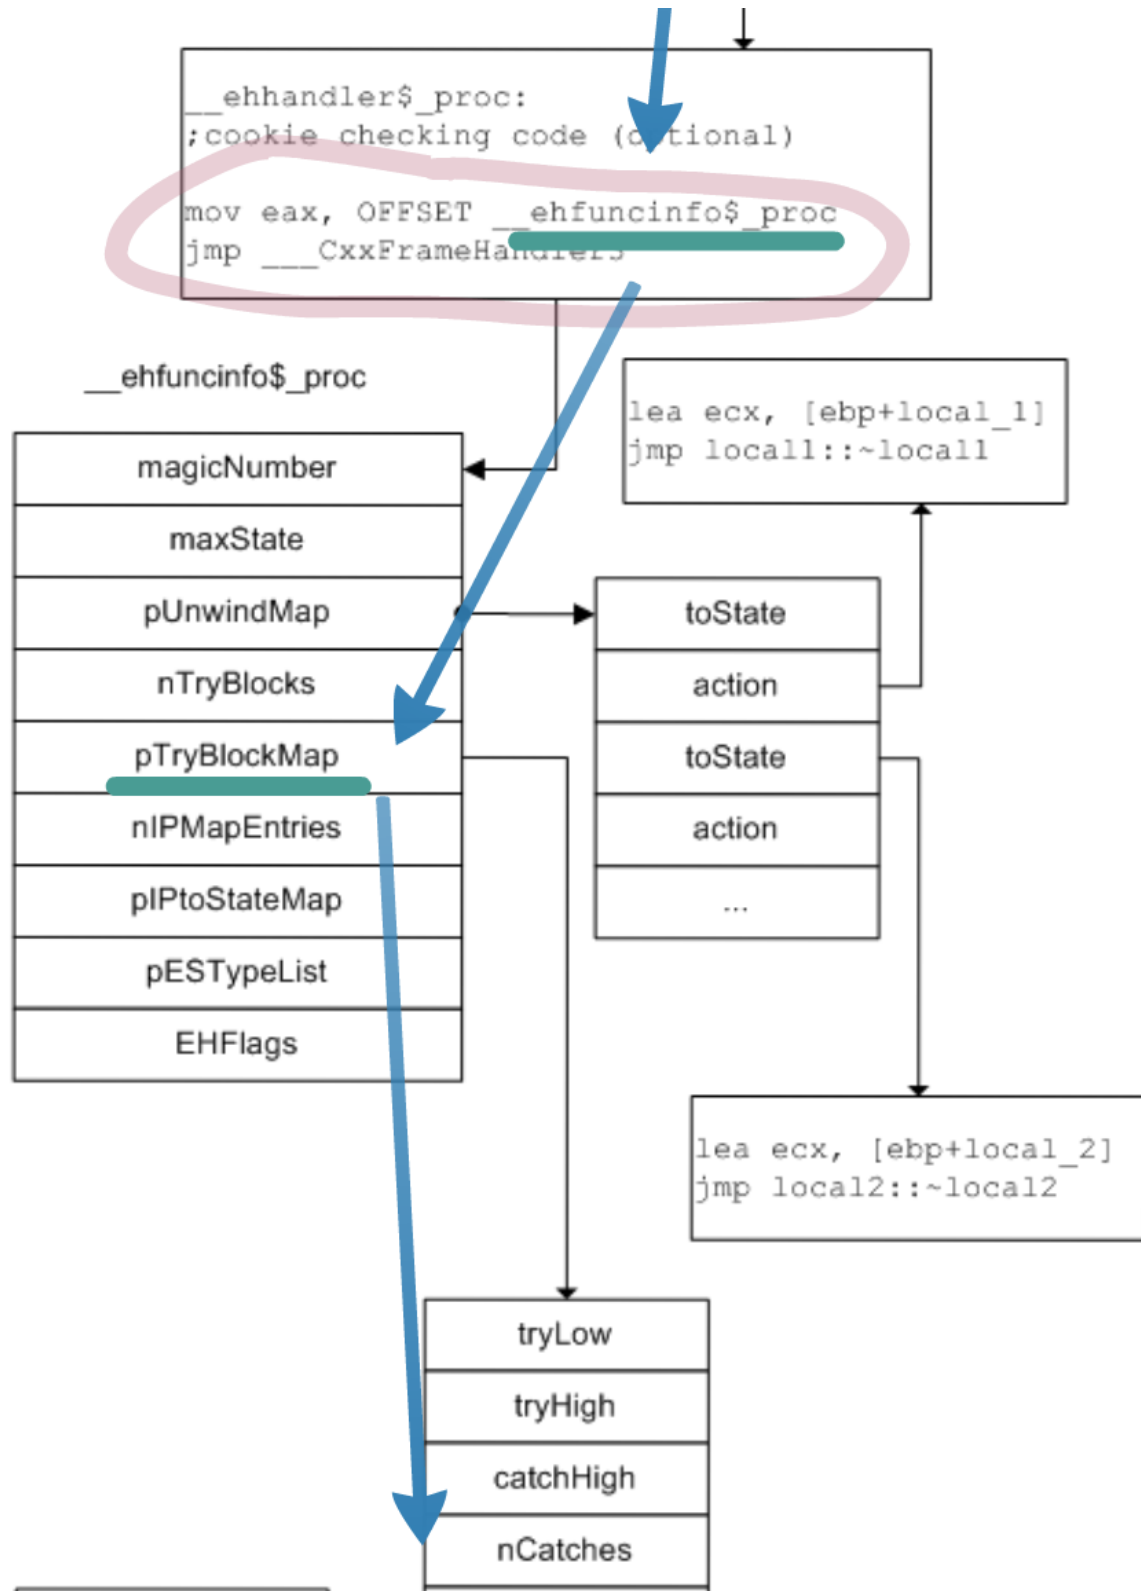 __ehhandler$_proc:
;cookie checking code (optional)
mov eax, OFFSET __ehfuncinfo$_proc
jmp ___CxxFrameHandler3
__ehfuncinfo$_proc
lea ecx, [ebp+local_1]
jmp local1::~local1
magicNumber
maxState
pUnwindMap
nTryBlocks
pTryBlockMap
nIPMapEntries
pIPtoStateMap
pESTypeList
EHFlags
toState
action
toState
action
...
lea ecx, [ebp+local_2]
jmp local2::~local2
tryLow
tryHigh
catchHigh
nCatches